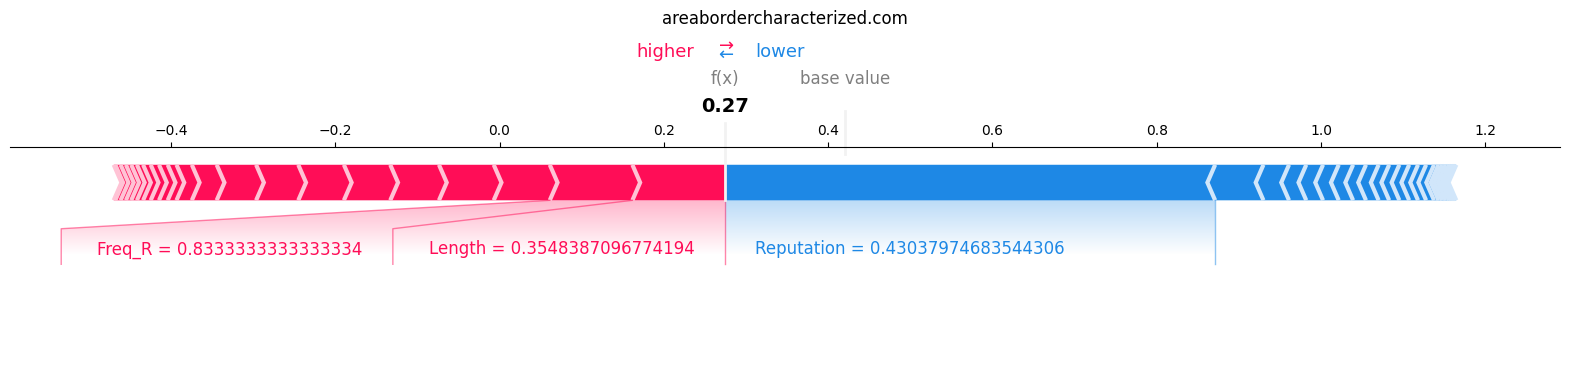 areabordercharacterized.com
higher → ← lower
f(x) base value
0.27
−0.4 −0.2 0.0 0.2 0.4 0.6 0.8 1.0 1.2
Freq_R = 0.8333333333333334 Length = 0.3548387096774194 Reputation = 0.43037974683544306